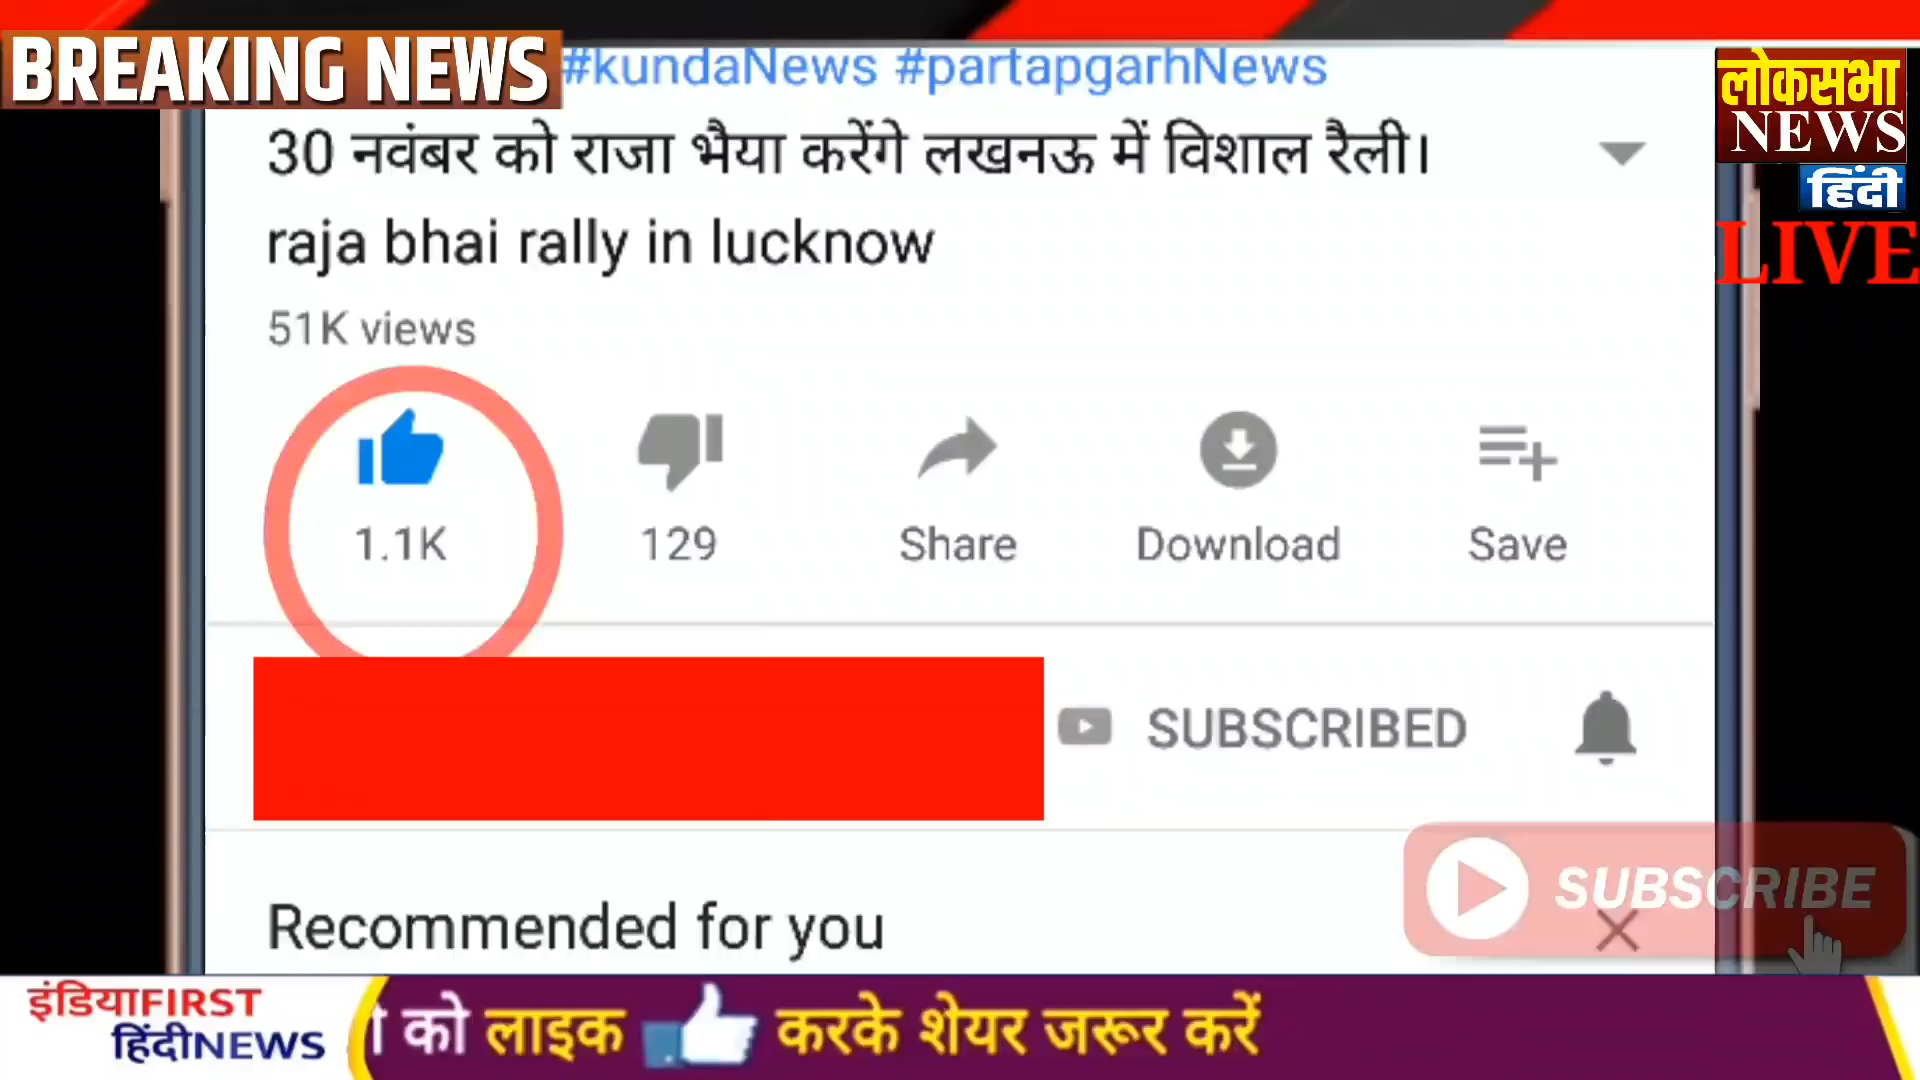 BREAKING NEWS
#kundaNews #partapgarhNews
लोकसभा
NEWS
हिंदी
LIVE
30 नवंबर को राजा भैया करेंगे लखनऊ में विशाल रैली।
raja bhai rally in lucknow
51K views
1.1K
129
Share
Download
Save
SUBSCRIBED
SUBSCRIBE
Recommended for you
इंडियाFIRST
हिंदीNEWS
को लाइक करके शेयर जरूर करें